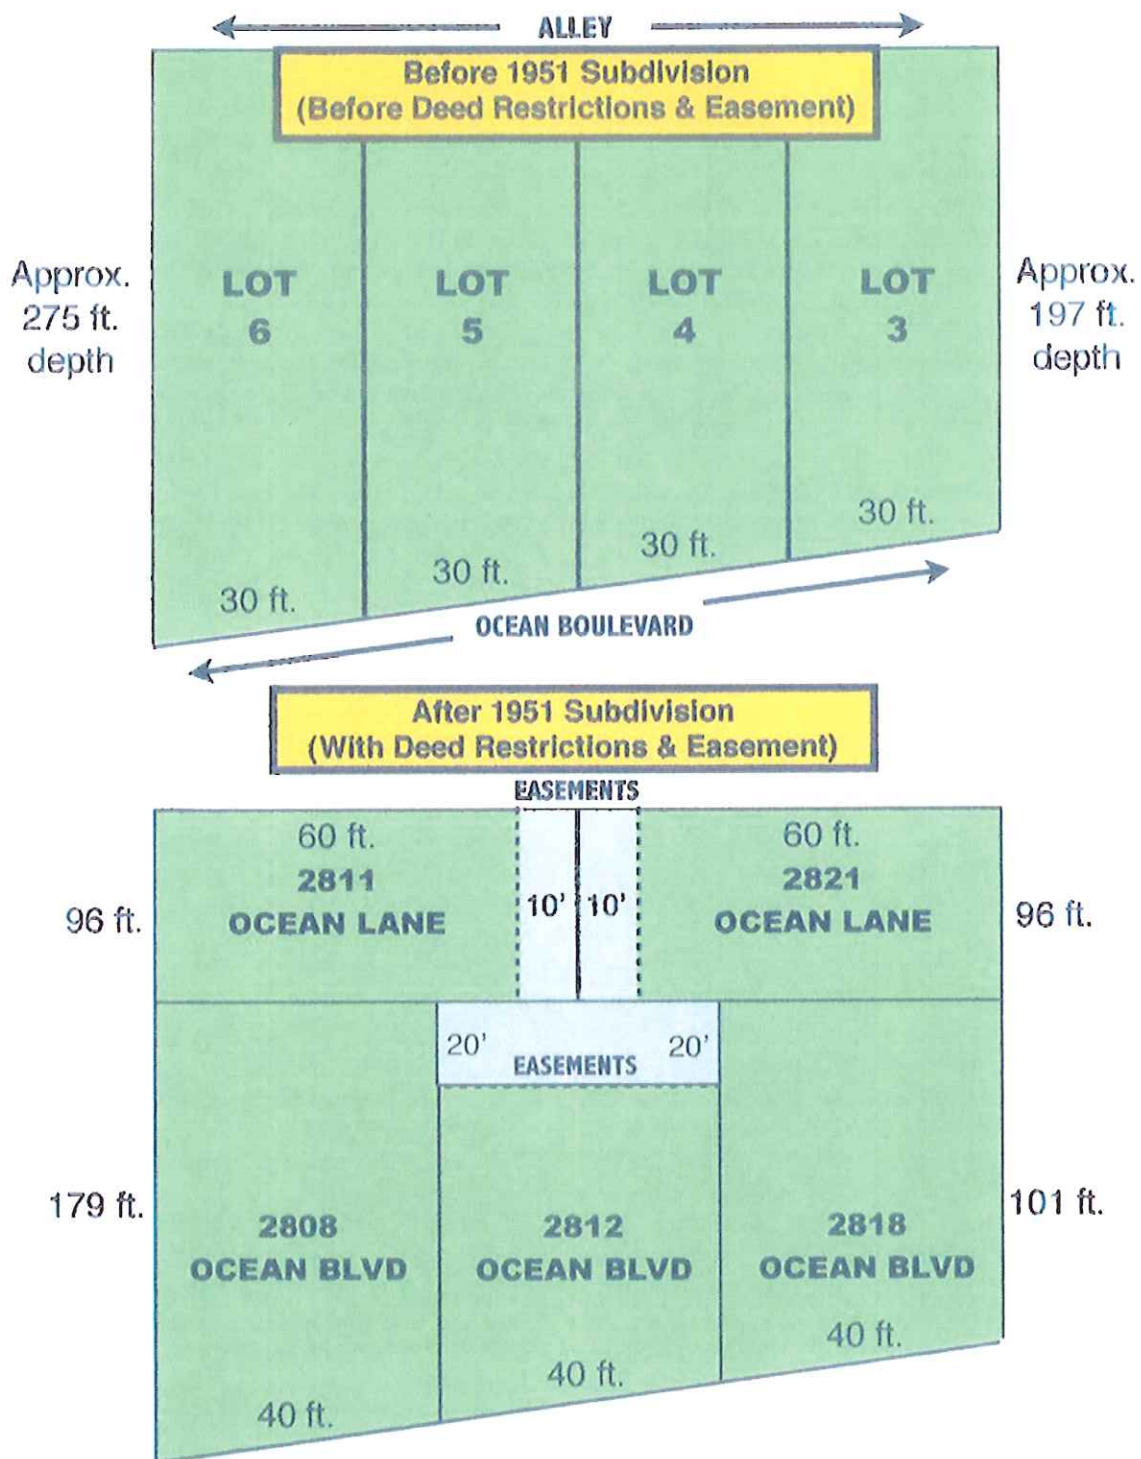 ALLEY
Before 1951 Subdivision
(Before Deed Restrictions & Easement)
Approx.
275 ft.
depth
LOT
6
LOT
5
LOT
4
LOT
3
Approx.
197 ft.
depth
30 ft.
30 ft.
30 ft.
30 ft.
OCEAN BOULEVARD
After 1951 Subdivision
(With Deed Restrictions & Easement)
EASEMENTS
60 ft.
2811
OCEAN LANE
10' 10'
60 ft.
2821
OCEAN LANE
96 ft.
96 ft.
20' 20'
EASEMENTS
179 ft.
101 ft.
2808
OCEAN BLVD
2812
OCEAN BLVD
2818
OCEAN BLVD
40 ft.
40 ft.
40 ft.